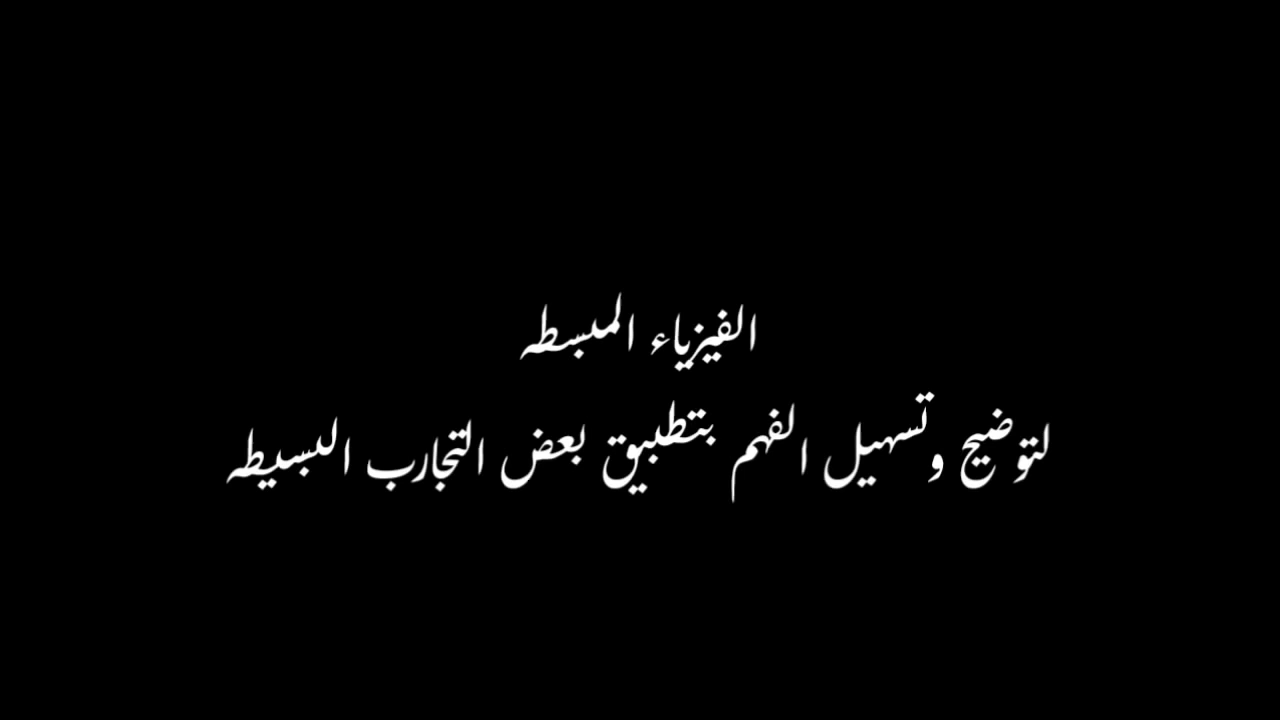 الفيزياء المبسطه
لتوضيح وتسهيل الفهم بتطبيق بعض التجارب البسيطه